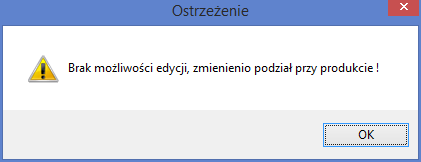 Ostrzeżenie
Brak możliwości edycji, zmienienio podział przy produkcie !
OK